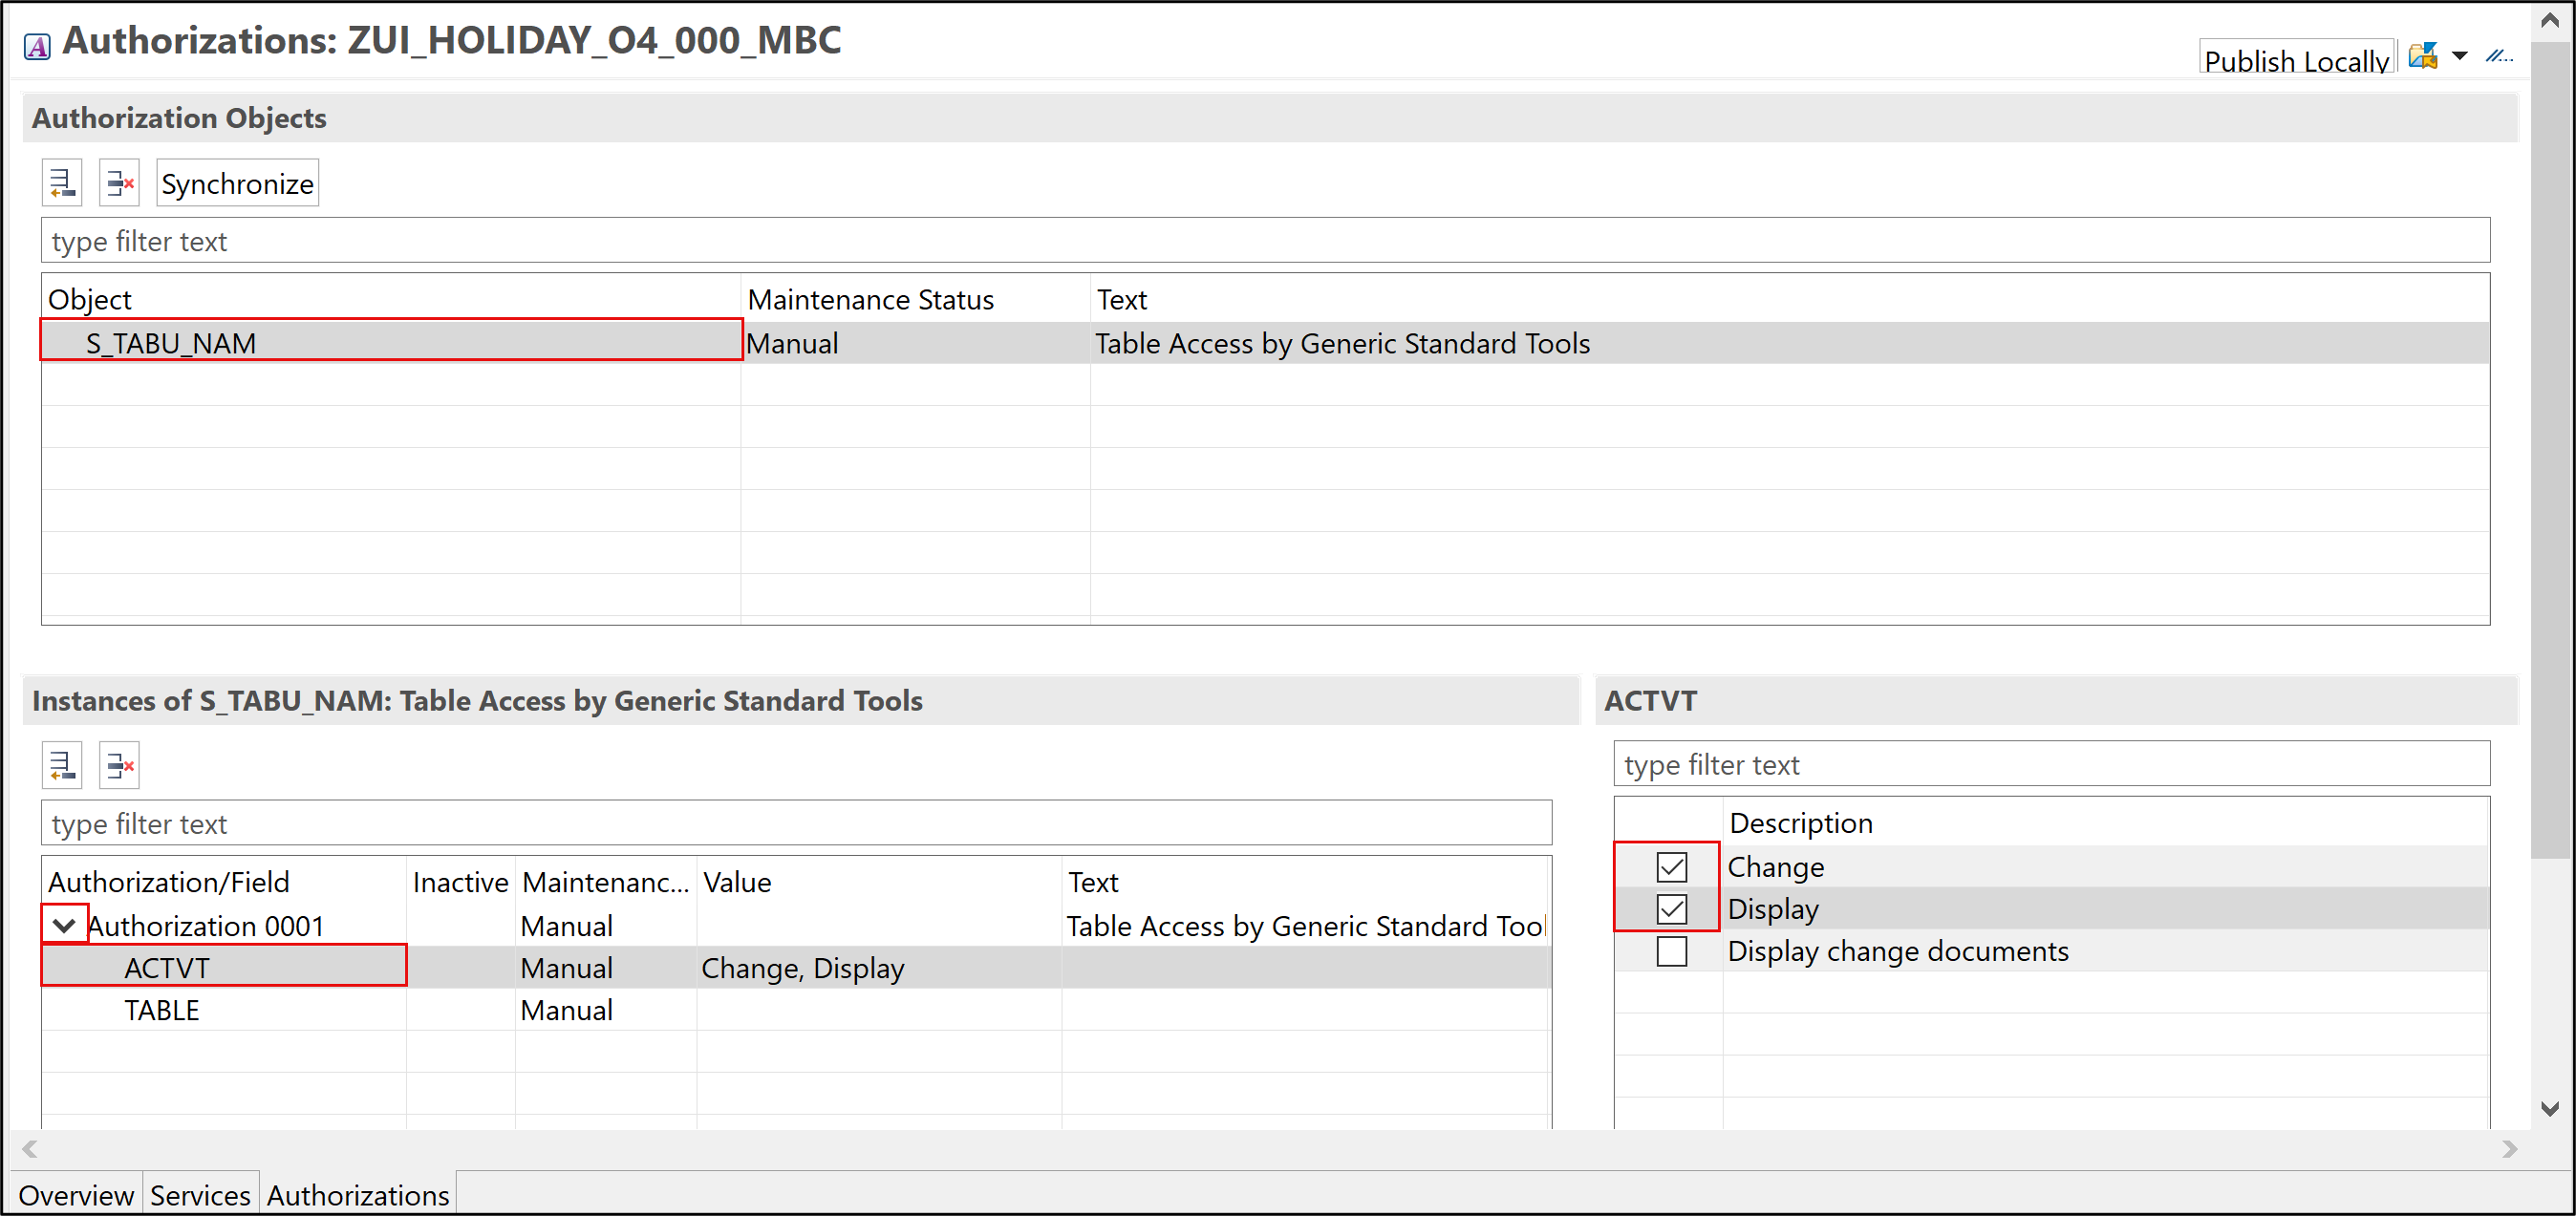 Authorizations: ZUI_HOLIDAY_O4_000_MBC
Publish Locally
Authorization Objects
Synchronize
type filter text
Object Maintenance Status Text
S_TABU_NAM Manual Table Access by Generic Standard Tools
Instances of S_TABU_NAM: Table Access by Generic Standard Tools
type filter text
Authorization/Field Inactive Maintenanc... Value Text
Authorization 0001 Manual Table Access by Generic Standard Tool
ACTVT Manual Change, Display
TABLE Manual
ACTVT
type filter text
Description
Change
Display
Display change documents
Overview Services Authorizations